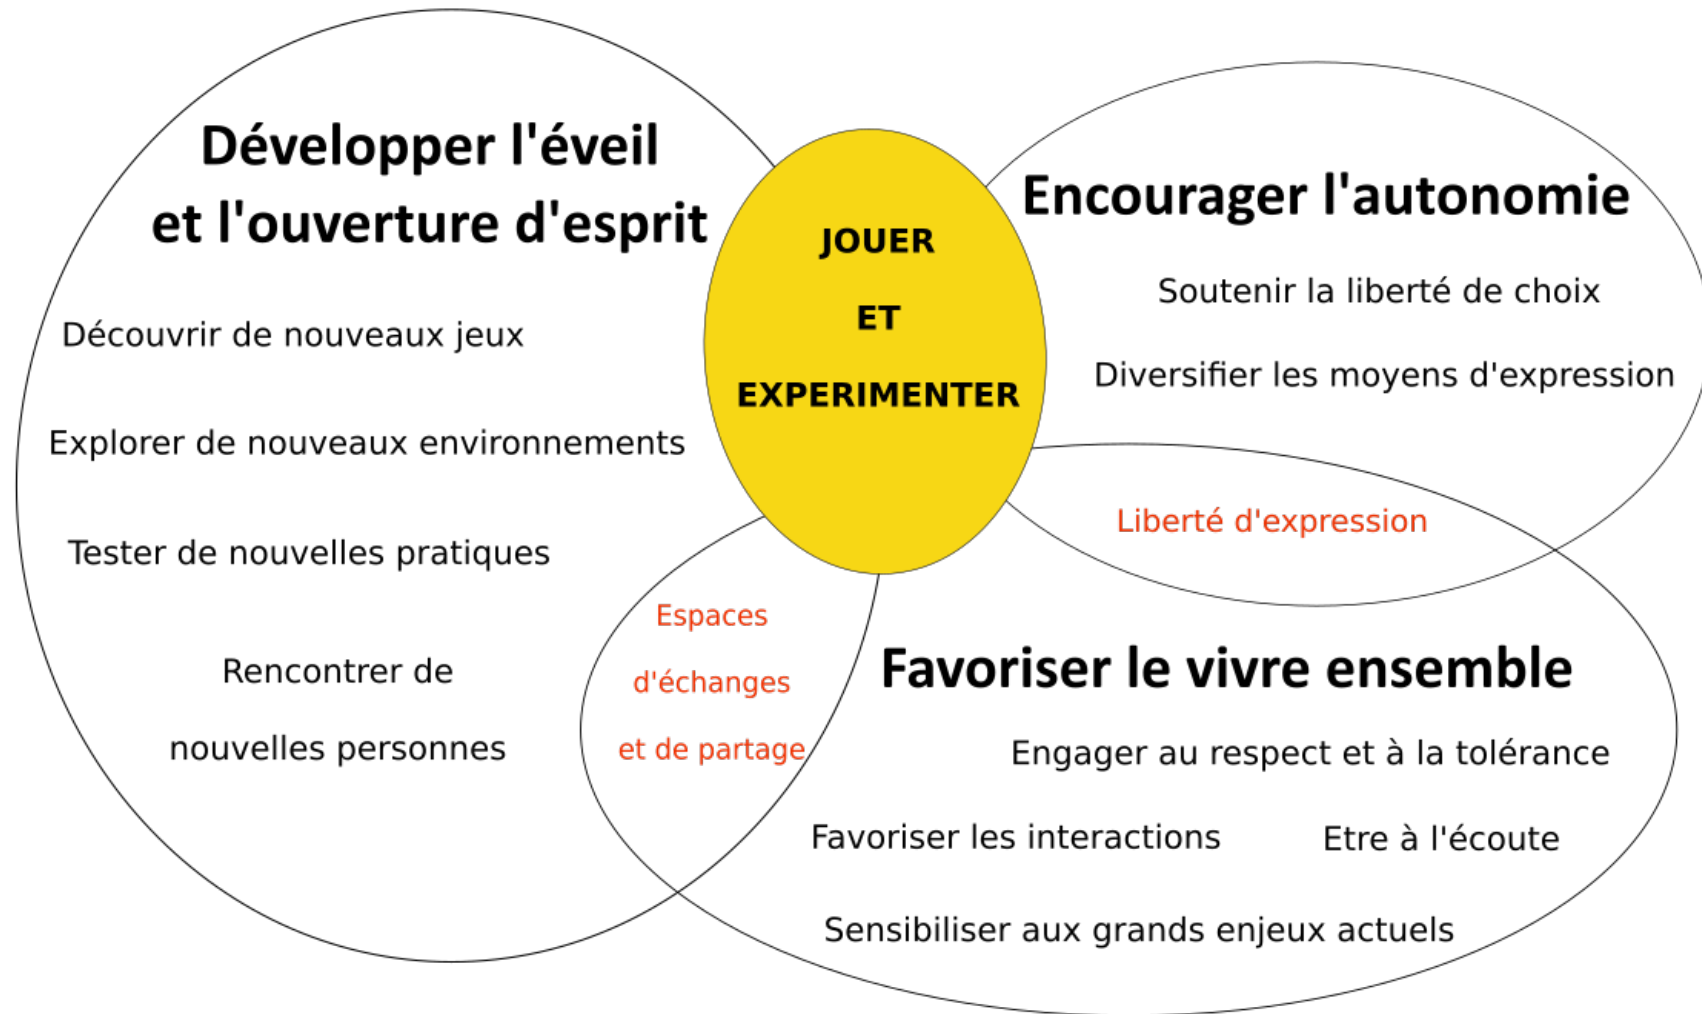 Développer l'éveil
et l'ouverture d'esprit
Découvrir de nouveaux jeux
Explorer de nouveaux environnements
Tester de nouvelles pratiques
Rencontrer de
nouvelles personnes
JOUER
ET
EXPERIMENTER
Encourager l'autonomie
Soutenir la liberté de choix
Diversifier les moyens d'expression
Liberté d'expression
Espaces
d'échanges
et de partage
Favoriser le vivre ensemble
Engager au respect et à la tolérance
Favoriser les interactions
Etre à l'écoute
Sensibiliser aux grands enjeux actuels